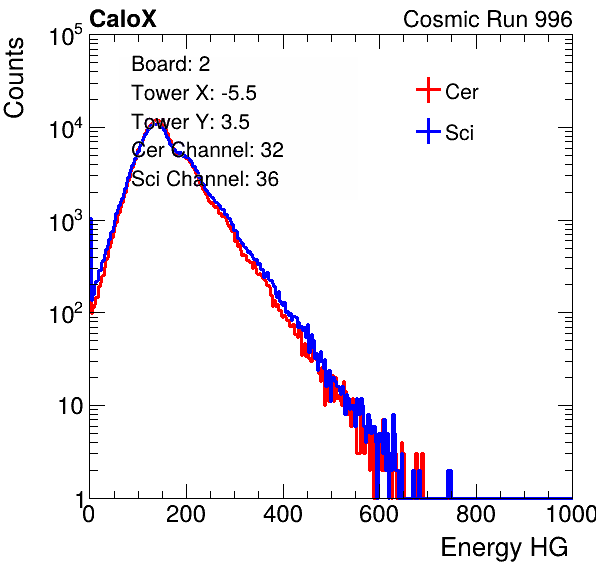 CaloX Cosmic Run 996
Counts
Board: 2
Tower X: -5.5
Tower Y: 3.5
Cer Channel: 32
Sci Channel: 36
Cer
Sci
10^5
10^4
10^3
10^2
10
1
0 200 400 600 800 1000
Energy HG